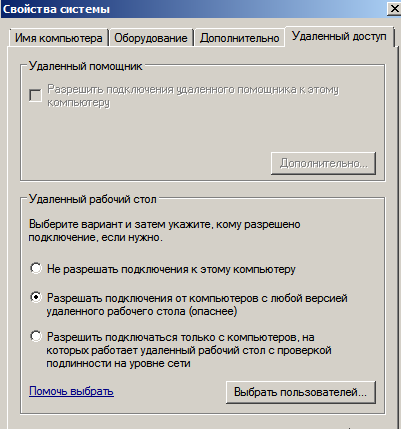 Свойства системы
Имя компьютера Оборудование Дополнительно Удаленный доступ
Удаленный помощник
Разрешить подключения удаленного помощника к этому
компьютеру
Дополнительно...
Удаленный рабочий стол
Выберите вариант и затем укажите, кому разрешено
подключение, если нужно.
Не разрешать подключения к этому компьютеру
Разрешать подключения от компьютеров с любой версией
удаленного рабочего стола (опаснее)
Разрешить подключаться только с компьютеров, на
которых работает удаленный рабочий стол с проверкой
подлинности на уровне сети
Помочь выбрать Выбрать пользователей...